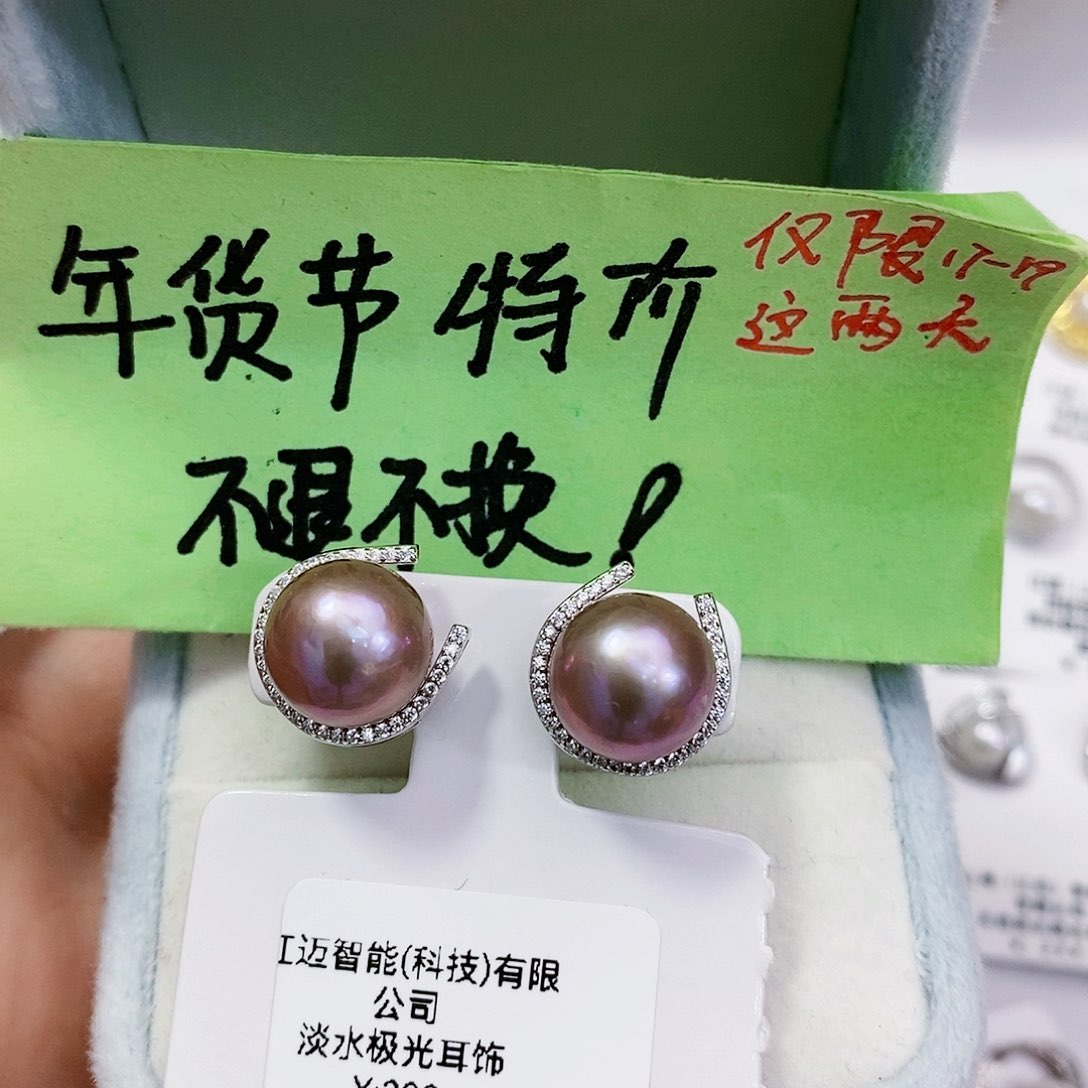 年货节 特价
仅限17-19
这两天
不退不换!
工迈智能(科技)有限
公司
淡水极光耳饰